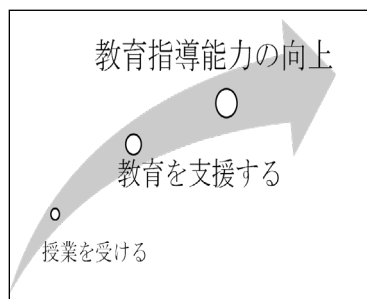 教育指導能力の向上
教育を支援する
授業を受ける